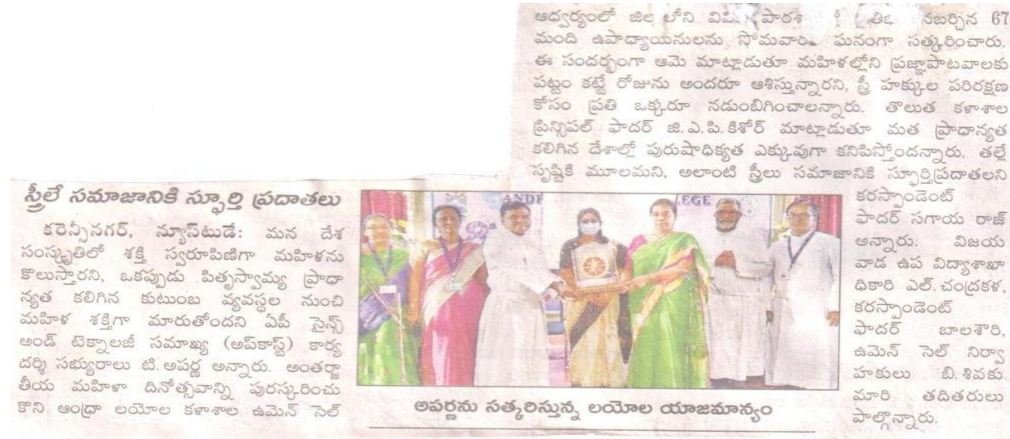 స్త్రీలే సమాజానికి స్ఫూర్తి ప్రదాతలు
కరెన్సీనగర్, న్యూస్‌టుడే: మన దేశ
సంస్కృతిలో శక్తి స్వరూపిణిగా మహిళను
కొలుస్తారని, ఒకప్పుడు పితృస్వామ్య ప్రాధా
న్యత కలిగిన కుటుంబ వ్యవస్థల నుంచి
మహిళ శక్తిగా మారుతోందని ఏపీ సైన్స్
అండ్ టెక్నాలజీ సమాఖ్య (అప్‌కాస్ట్) కార్య
దర్శి సభ్యురాలు టి.అపర్ణ అన్నారు. అంతర్జా
తీయ మహిళా దినోత్సవాన్ని పురస్కరించు
కొని ఆంధ్రా లయోల కళాశాల ఉమెన్ సెల్
ఆధ్వర్యంలో లోని 67
మంది ఉపాధ్యాయినులను సోమవారం ఘనంగా సత్కరించారు.
ఈ సందర్భంగా ఆమె మాట్లాడుతూ మహిళల్లోని ప్రజ్ఞాపాటవాలకు
పట్టం కట్టే రోజును అందరూ ఆశిస్తున్నారని, స్త్రీ హక్కుల పరిరక్షణ
కోసం ప్రతి ఒక్కరూ నడుంబిగించాలన్నారు. తొలుత కళాశాల
ప్రిన్సిపల్ ఫాదర్ జి.ఎ.పి.కిశోర్ మాట్లాడుతూ మత ప్రాధాన్యత
కలిగిన దేశాల్లో పురుషాధిక్యత ఎక్కువుగా కనిపిస్తోందన్నారు. తల్లే
సృష్టికి మూలమని, అలాంటి స్త్రీలు సమాజానికి స్ఫూర్తిప్రదాతలని
కరస్పాండెంట్
ఫాదర్ సగాయ రాజ్
అన్నారు. విజయ
వాడ ఉప విద్యాశాఖా
ధికారి ఎల్.చంద్రకళ,
కరస్పాండెంట్
ఫాదర్ బాలశౌరి,
ఉమెన్ సెల్ నిర్వా
హకులు బి.శివకు
మారి తదితరులు
పాల్గొన్నారు.
అపర్ణను సత్కరిస్తున్న లయోల యాజమాన్యం